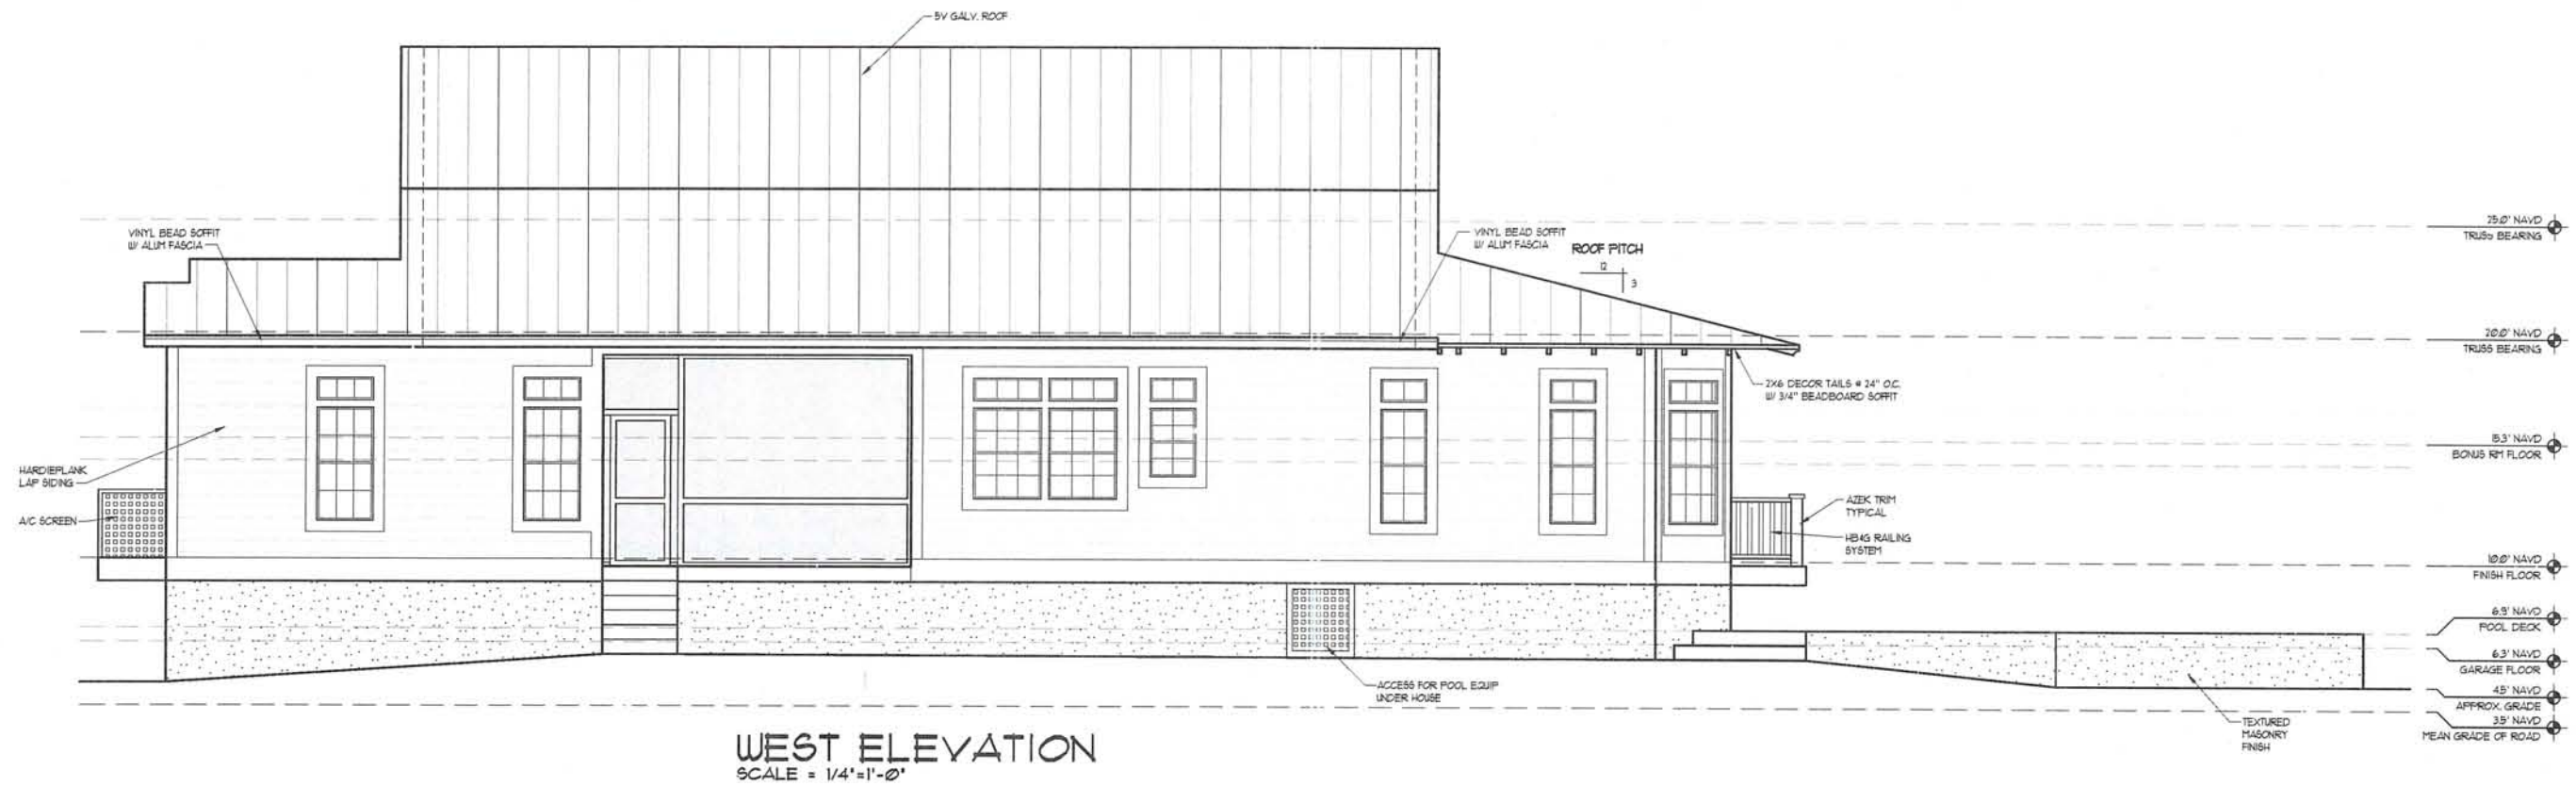 5V GALV. ROOF
VINYL BEAD SOFFIT
W/ ALUM FASCIA
VINYL BEAD SOFFIT
W/ ALUM FASCIA
ROOF PITCH
12
3
25.0' NAVD
TRUSS BEARING
20.0' NAVD
TRUSS BEARING
2X6 DECOR TAILS @ 24" O.C.
W/ 3/4" BEADBOARD SOFFIT
15.3' NAVD
BONUS RM FLOOR
HARDIEPLANK
LAP SIDING
A/C SCREEN
AZEK TRIM
TYPICAL
HB&G RAILING
SYSTEM
10.0' NAVD
FINISH FLOOR
6.9' NAVD
POOL DECK
6.3' NAVD
GARAGE FLOOR
4.5' NAVD
APPROX. GRADE
3.5' NAVD
MEAN GRADE OF ROAD
ACCESS FOR POOL EQUIP
UNDER HOUSE
TEXTURED
MASONRY
FINISH
WEST ELEVATION
SCALE = 1/4"=1'-0"